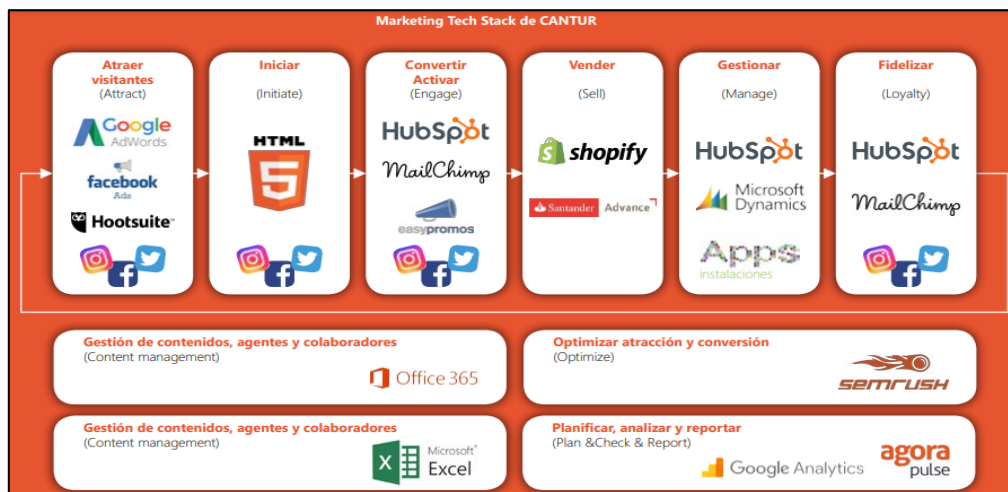 Marketing Tech Stack de CANTUR
Atraer
visitantes
(Attract)
Google
AdWords
facebook
Ads
Hootsuite™
Iniciar
(Initiate)
HTML
5
Convertir
Activar
(Engage)
HubSpot
MailChimp
easypromos
Vender
(Sell)
shopify
Santander Advance
Gestionar
(Manage)
HubSpot
Microsoft
Dynamics
Apps
instalaciones
Fidelizar
(Loyalty)
HubSpot
MailChimp
Gestión de contenidos, agentes y colaboradores
(Content management)
Office 365
Optimizar atracción y conversión
(Optimize)
semrush
Gestión de contenidos, agentes y colaboradores
(Content management)
Microsoft®
Excel
Planificar, analizar y reportar
(Plan &Check & Report)
Google Analytics
agora
pulse